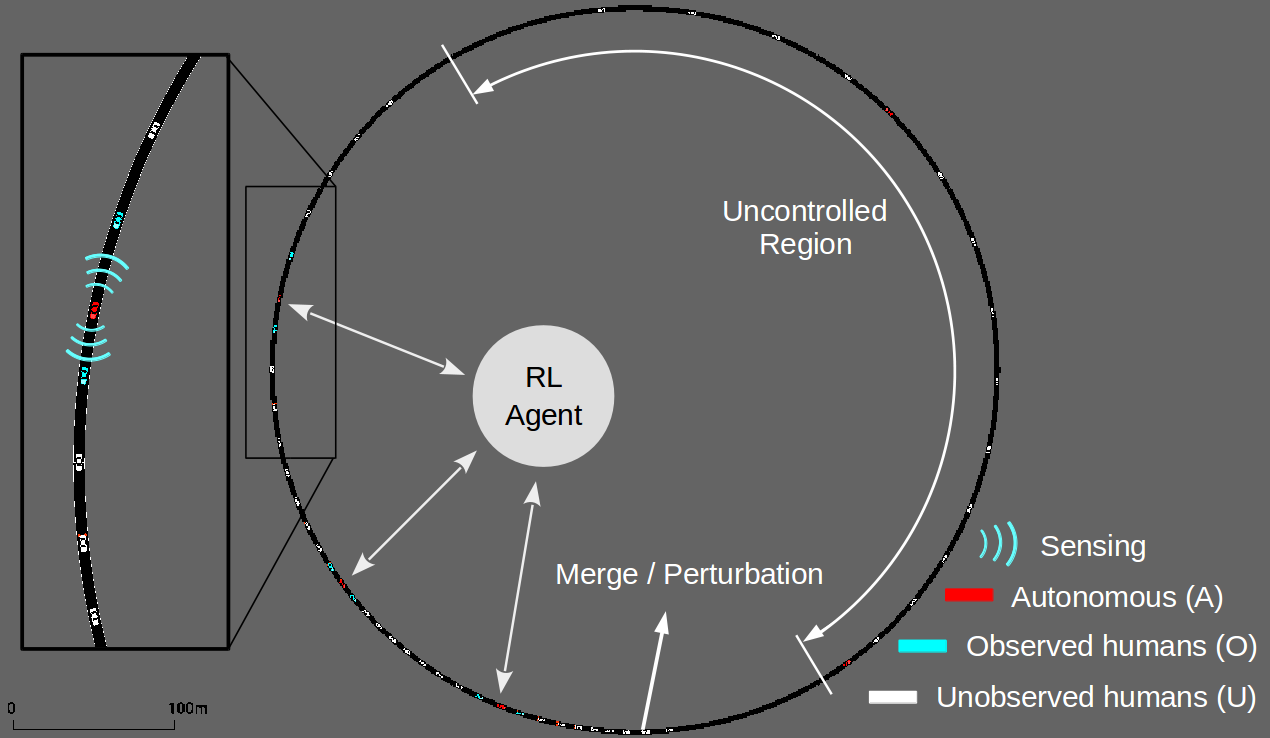 Uncontrolled
Region
RL
Agent
Merge / Perturbation
Sensing
Autonomous (A)
Observed humans (O)
Unobserved humans (U)
0
100m